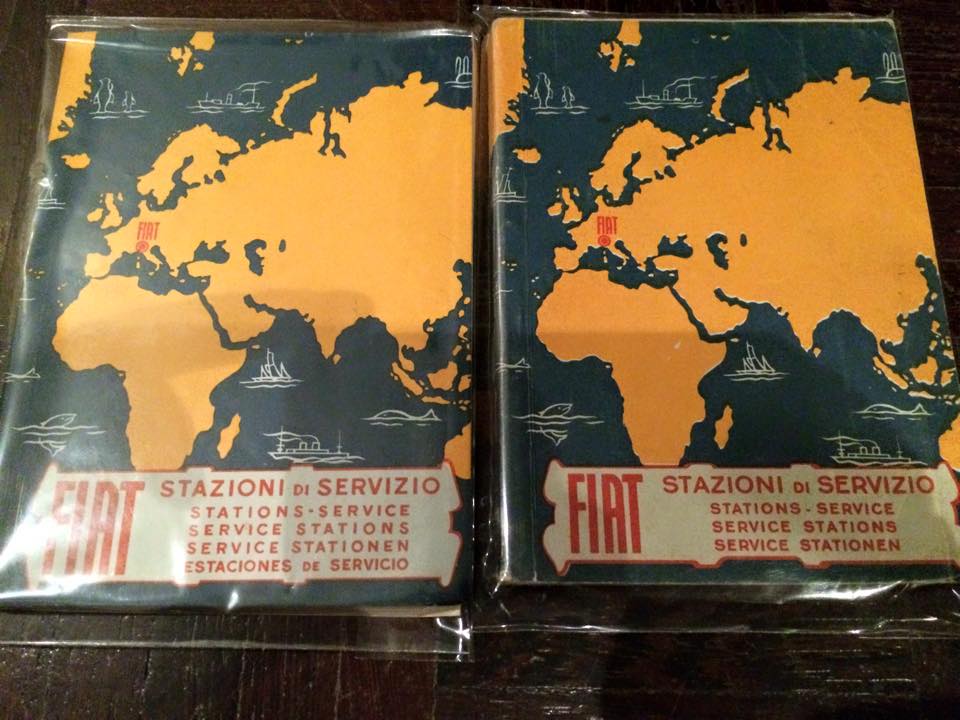 FIAT
FIAT STAZIONI DI SERVIZIO
STATIONS-SERVICE
SERVICE STATIONS
SERVICE STATIONEN
ESTACIONES DE SERVICIO
FIAT
FIAT STAZIONI DI SERVIZIO
STATIONS-SERVICE
SERVICE STATIONS
SERVICE STATIONEN